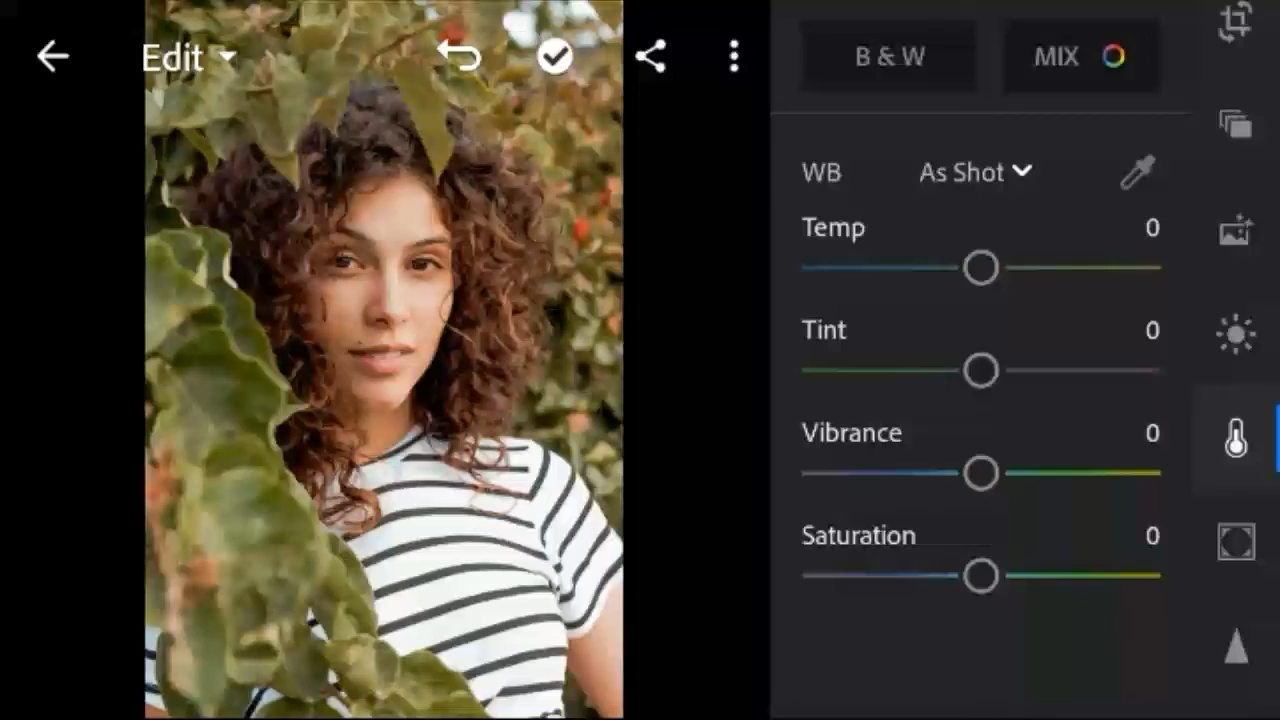 Edit
B & W
MIX
WB
As Shot
Temp
0
Tint
0
Vibrance
0
Saturation
0